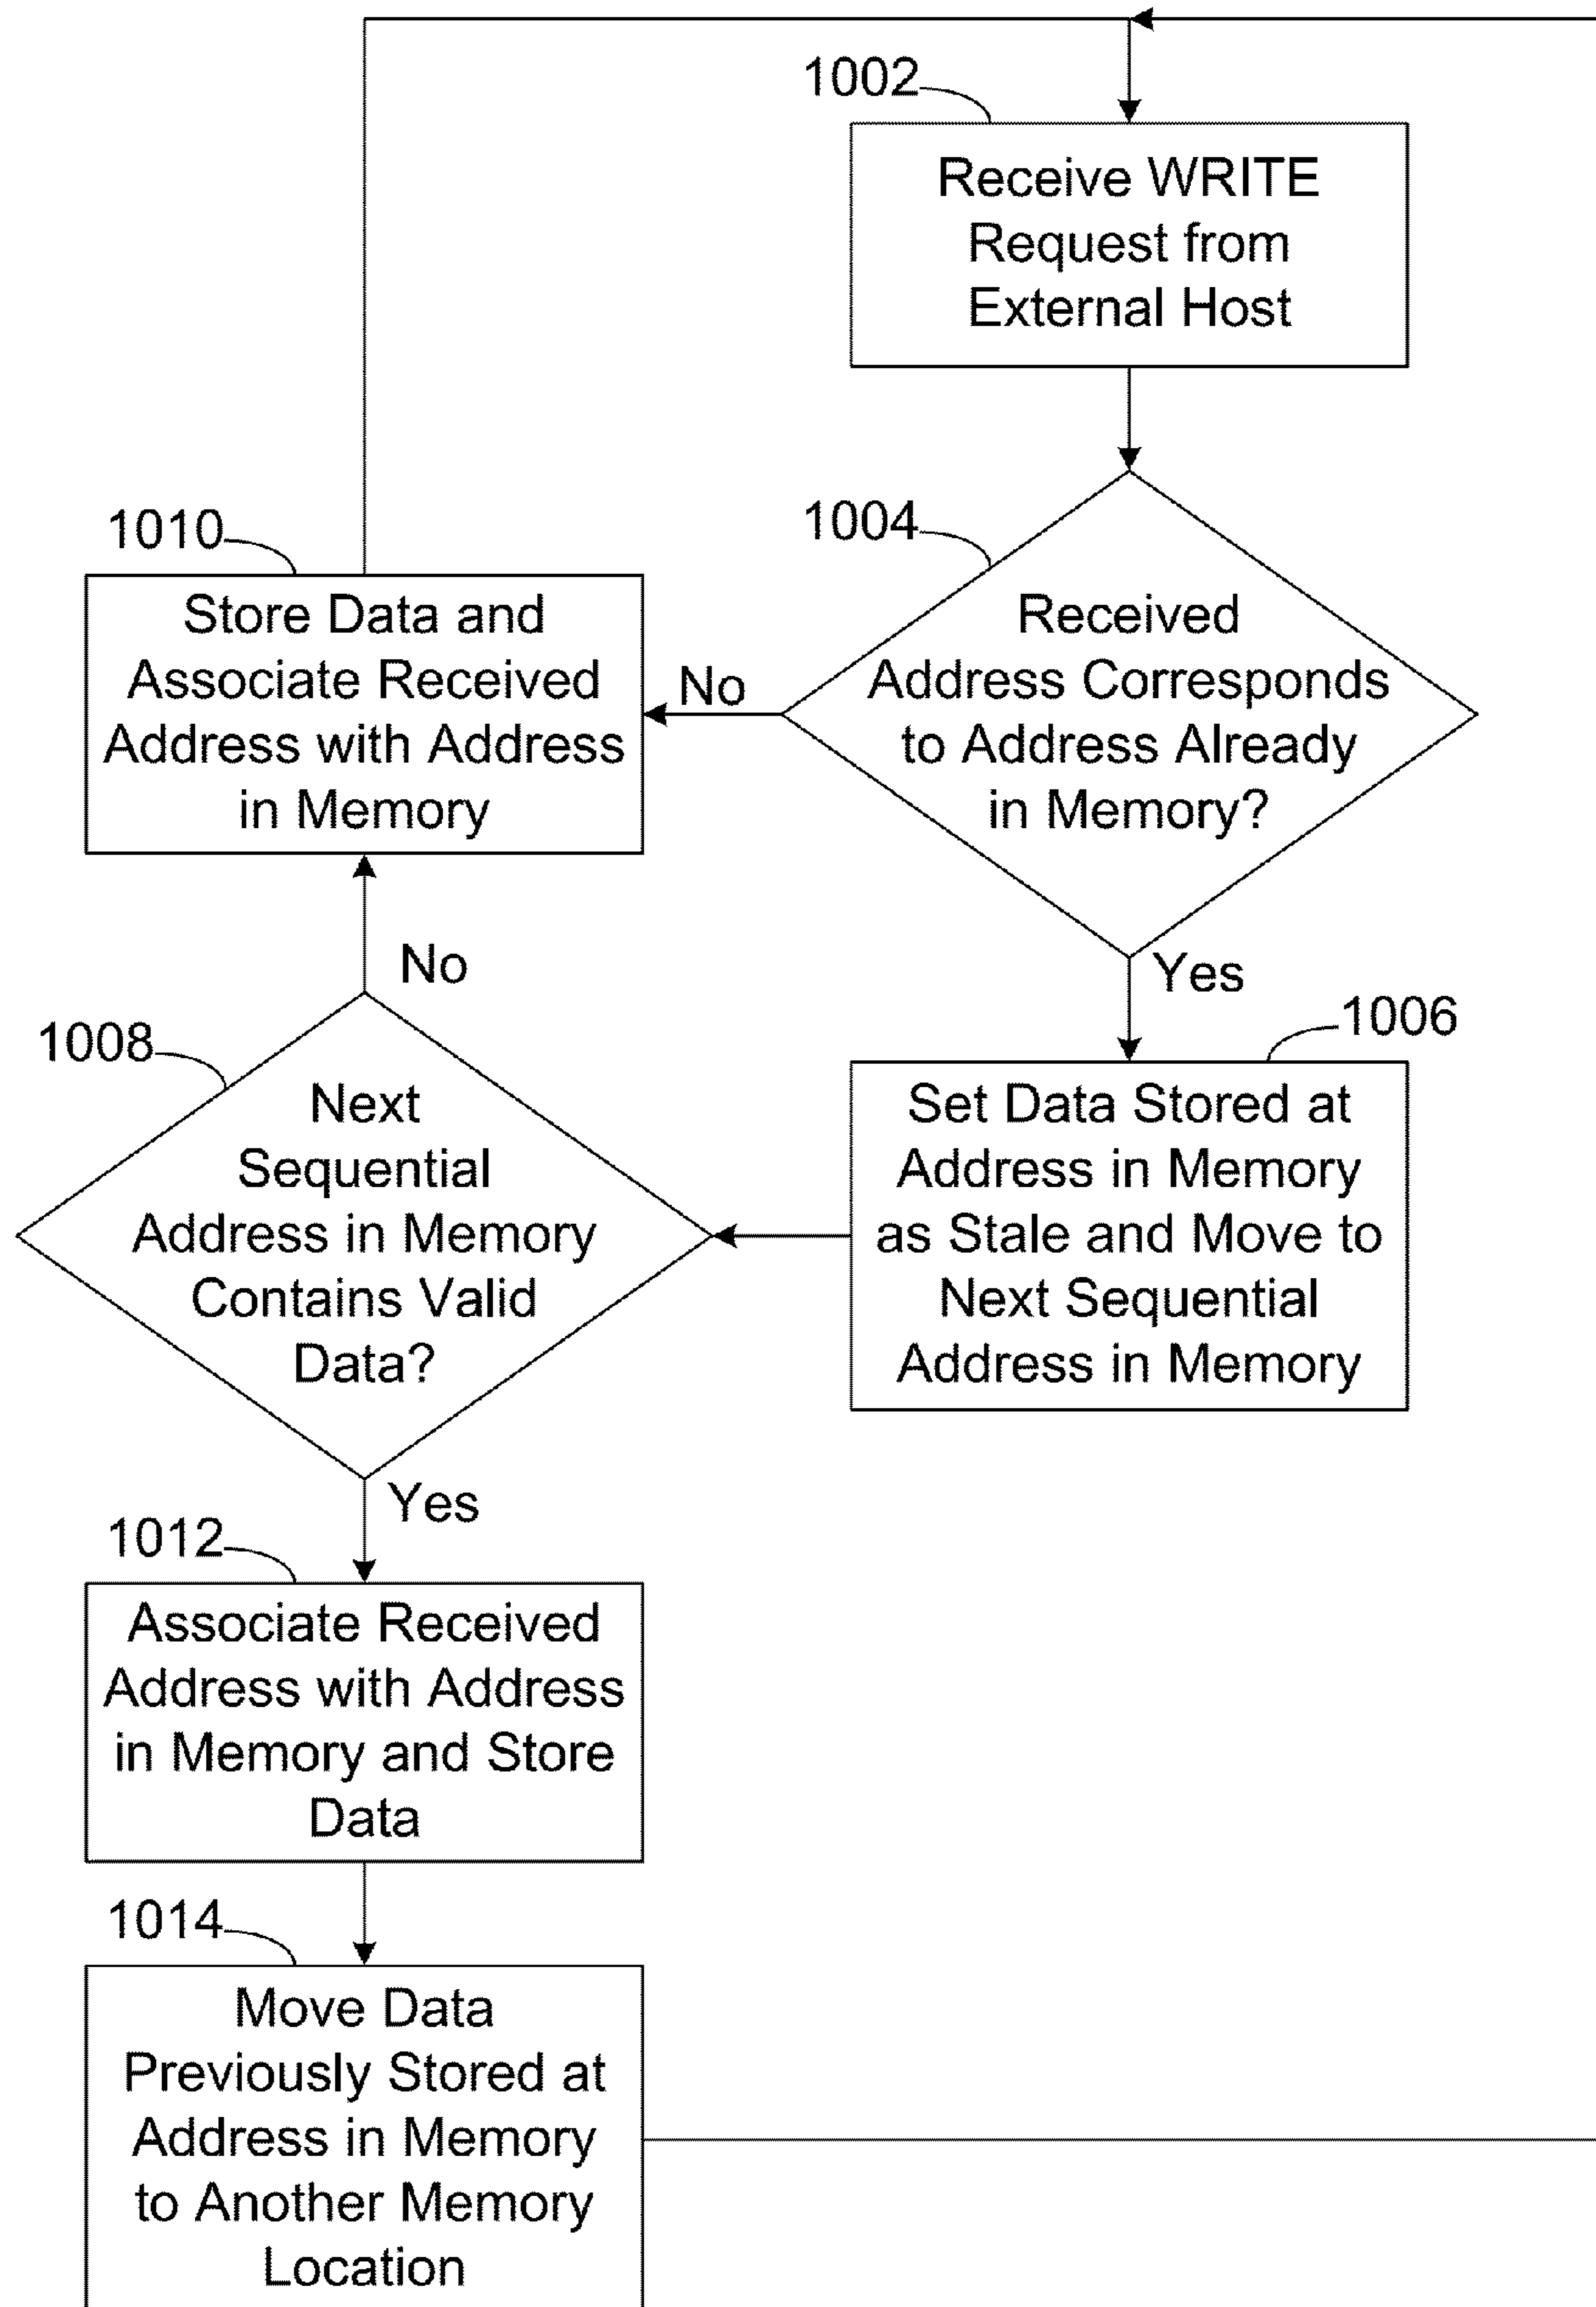 1002
Receive WRITE
Request from
External Host
1004
Received
Address Corresponds
to Address Already
in Memory?
No
Yes
1010
Store Data and
Associate Received
Address with Address
in Memory
1006
Set Data Stored at
Address in Memory
as Stale and Move to
Next Sequential
Address in Memory
1008
Next
Sequential
Address in Memory
Contains Valid
Data?
No
Yes
1012
Associate Received
Address with Address
in Memory and Store
Data
1014
Move Data
Previously Stored at
Address in Memory
to Another Memory
Location